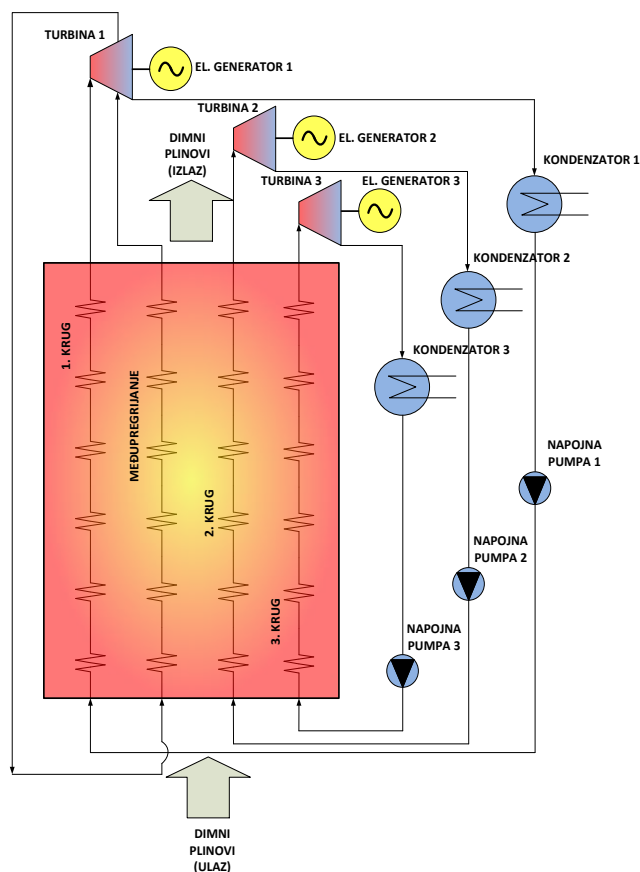 TURBINA 1
EL. GENERATOR 1
TURBINA 2
DIMNI
PLINOVI
(IZLAZ)
EL. GENERATOR 2
KONDENZATOR 1
TURBINA 3
EL. GENERATOR 3
KONDENZATOR 2
1. KRUG
KONDENZATOR 3
MEĐUPREGRIJANJE
NAPOJNA
PUMPA 1
2. KRUG
NAPOJNA
PUMPA 2
3. KRUG
NAPOJNA
PUMPA 3
DIMNI
PLINOVI
(ULAZ)